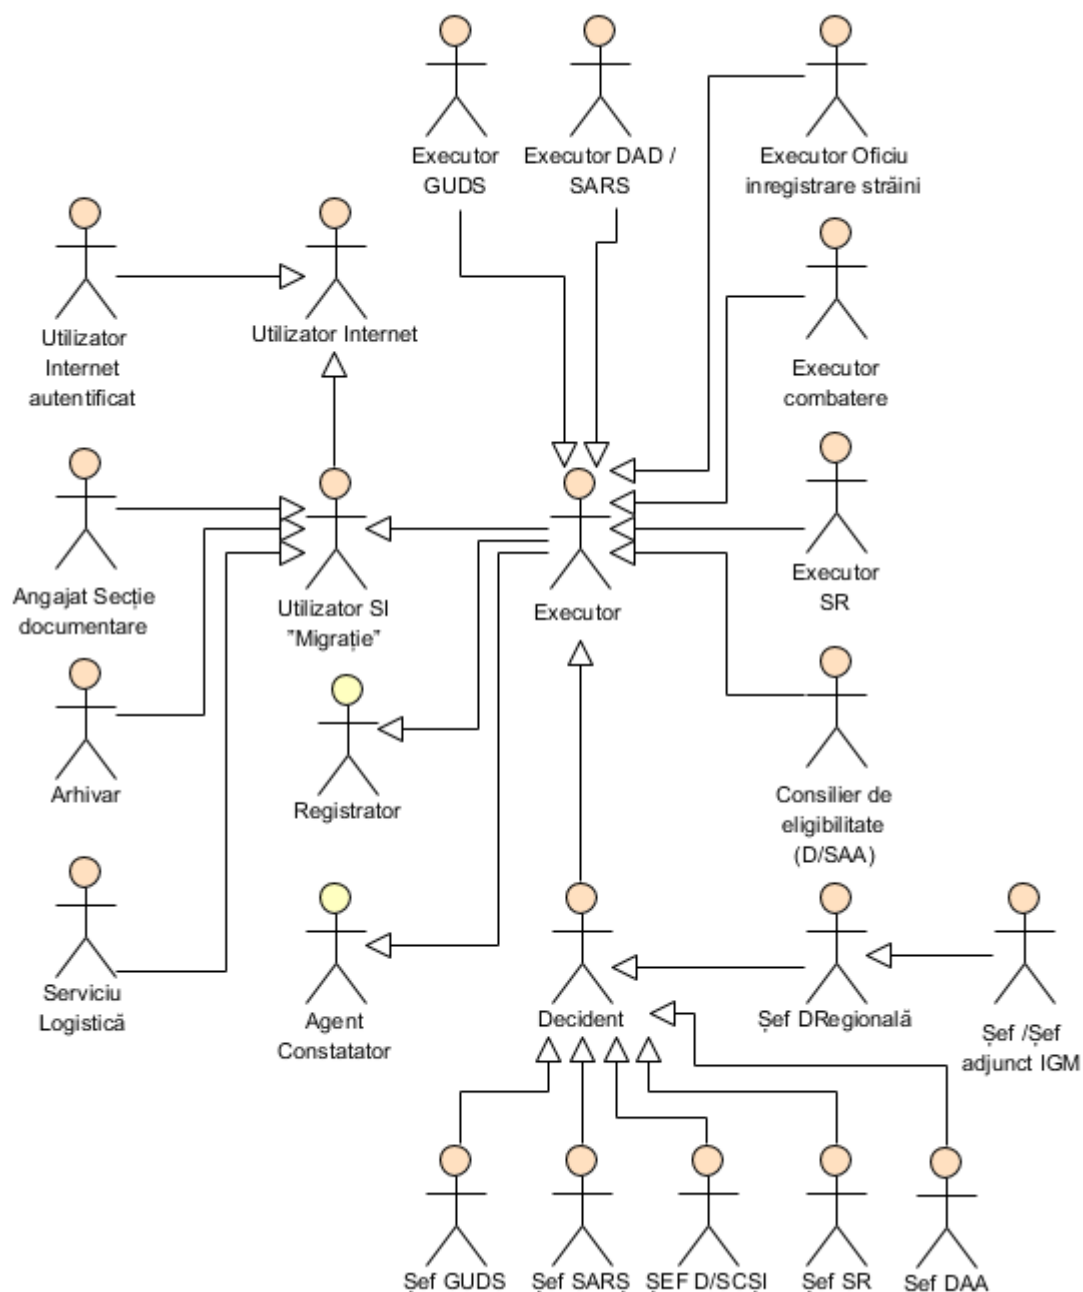 Executor
GUDS
Executor DAD /
SARS
Executor Oficiu
inregistrare străini
Utilizator
Internet
autentificat
Utilizator Internet
Executor
combatere
Angajat Secție
documentare
Utilizator SI
"Migrație"
Executor
Executor
SR
Arhivar
Registrator
Consilier de
eligibilitate
(D/SAA)
Serviciu
Logistică
Agent
Constatator
Decident
Șef DRegională
Șef /Șef
adjunct IGM
Șef GUDS
Șef SARS
ȘEF D/SCSI
Șef SR
Șef DAA